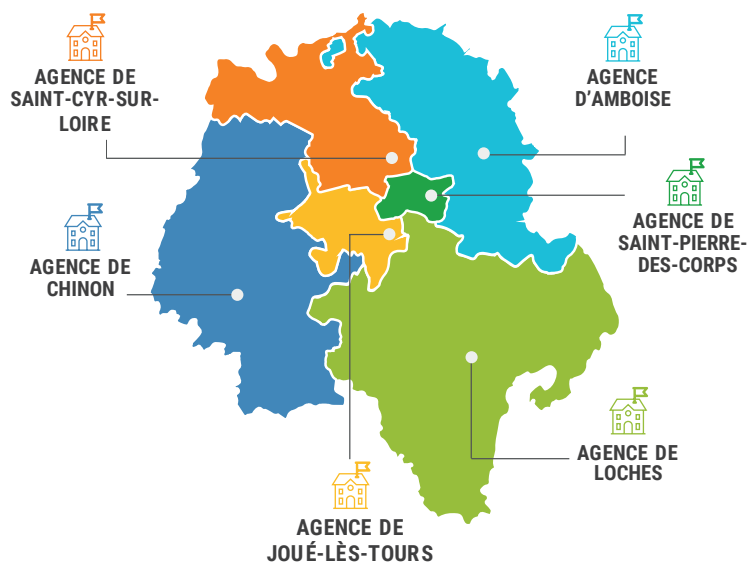 AGENCE DE
SAINT-CYR-SUR-
LOIRE
AGENCE
D’AMBOISE
AGENCE DE
SAINT-PIERRE-
DES-CORPS
AGENCE DE
CHINON
AGENCE DE
LOCHES
AGENCE DE
JOUÉ-LÈS-TOURS